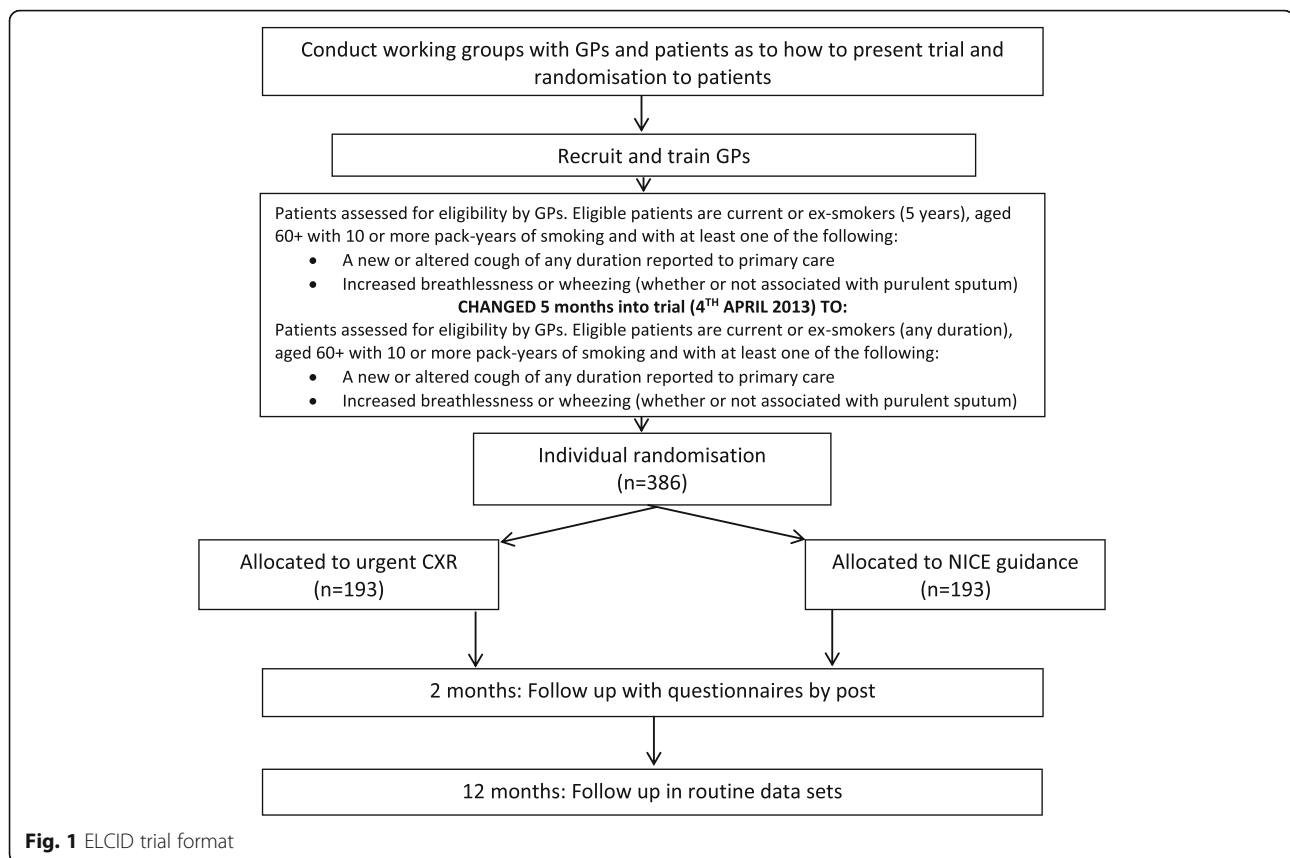 Conduct working groups with GPs and patients as to how to present trial and
randomisation to patients
Recruit and train GPs
Patients assessed for eligibility by GPs. Eligible patients are current or ex-smokers (5 years), aged
60+ with 10 or more pack-years of smoking and with at least one of the following:
• A new or altered cough of any duration reported to primary care
• Increased breathlessness or wheezing (whether or not associated with purulent sputum)
CHANGED 5 months into trial (4TH APRIL 2013) TO:
Patients assessed for eligibility by GPs. Eligible patients are current or ex-smokers (any duration),
aged 60+ with 10 or more pack-years of smoking and with at least one of the following:
• A new or altered cough of any duration reported to primary care
• Increased breathlessness or wheezing (whether or not associated with purulent sputum)
Individual randomisation
(n=386)
Allocated to urgent CXR
(n=193)
Allocated to NICE guidance
(n=193)
2 months: Follow up with questionnaires by post
12 months: Follow up in routine data sets
Fig. 1 ELCID trial format